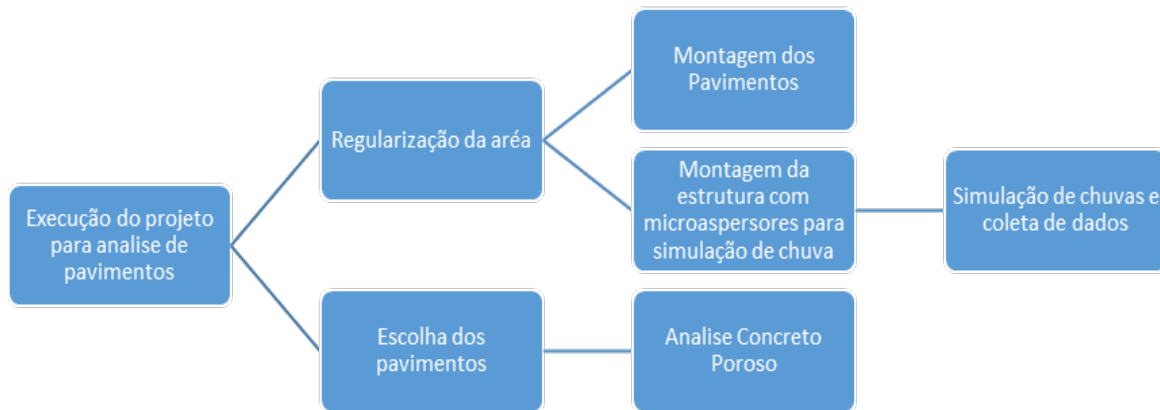 Execução do projeto
para analise de
pavimentos
Regularização da aréa
Escolha dos
pavimentos
Montagem dos
Pavimentos
Montagem da
estrutura com
microaspersores para
simulação de chuva
Analise Concreto
Poroso
Simulação de chuvas e
coleta de dados